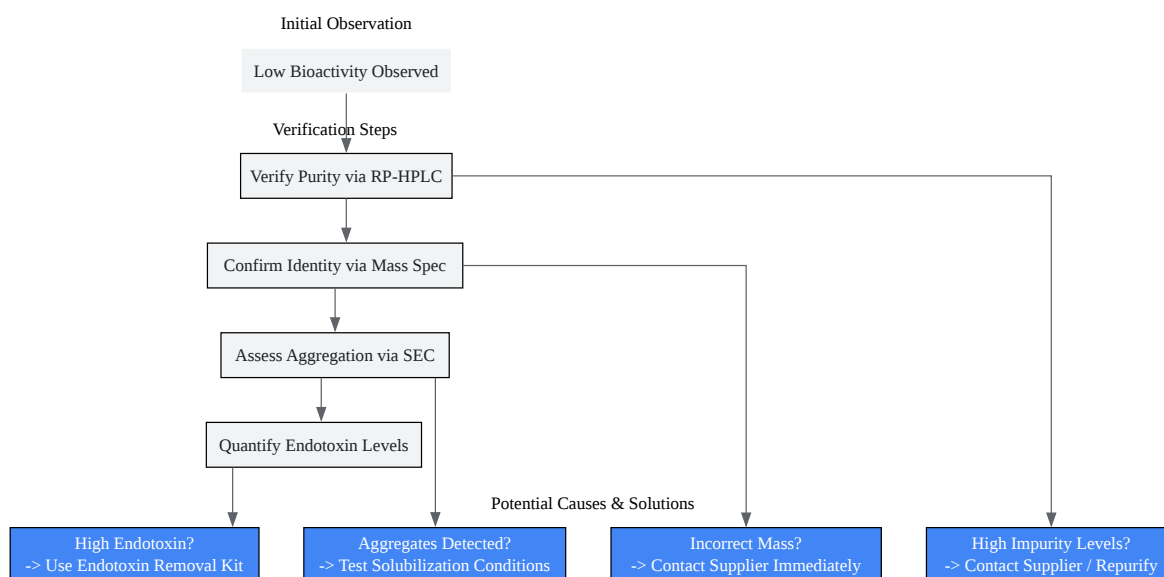 Initial Observation
Low Bioactivity Observed
Verification Steps
Verify Purity via RP-HPLC
Confirm Identity via Mass Spec
Assess Aggregation via SEC
Quantify Endotoxin Levels
Potential Causes & Solutions
High Endotoxin?
-> Use Endotoxin Removal Kit
Aggregates Detected?
-> Test Solubilization Conditions
Incorrect Mass?
-> Contact Supplier Immediately
High Impurity Levels?
-> Contact Supplier / Repurify